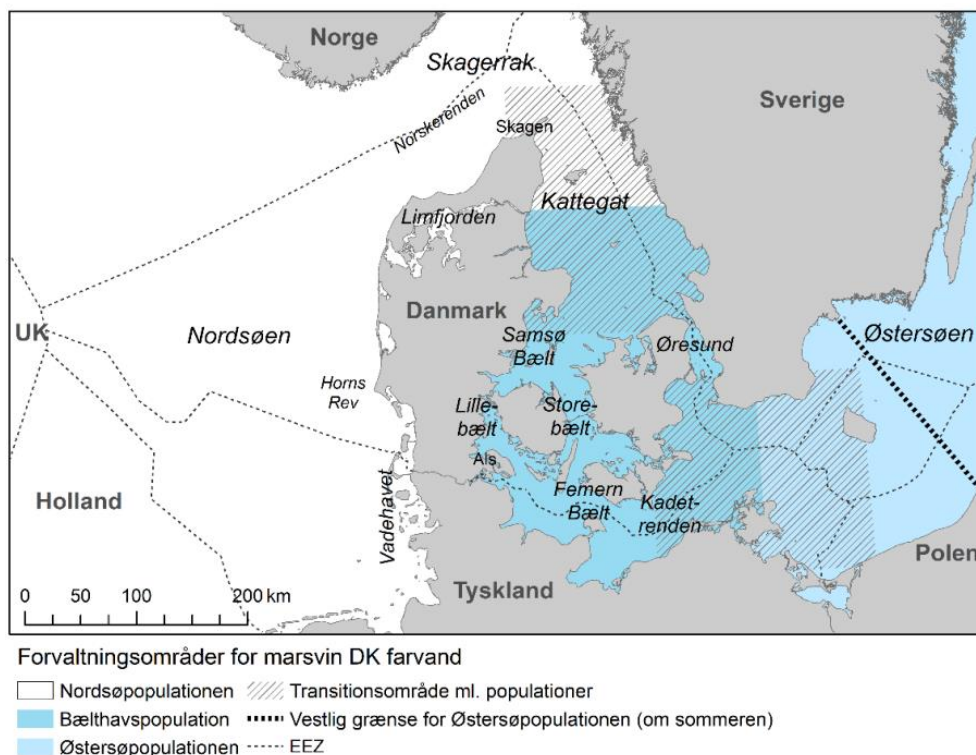 Norge
Skagerrak
Sverige
Norskerenden
Skagen
Kattegat
Limfjorden
Danmark
UK
Nordsøen
Samsø
Bælt
Øresund
Østersøen
Horns
Rev
Lille-
bælt
Store-
bælt
Als
Holland
Vadehavet
Femern
Bælt
Kadet-
renden
Polen
Tyskland
0 50 100 200 km
Forvaltningsområder for marsvin DK farvand
Nordsøpopulationen Transitionsområde ml. populationer
Bælthavspopulation Vestlig grænse for Østersøpopulationen (om sommeren)
Østersøpopulationen EEZ